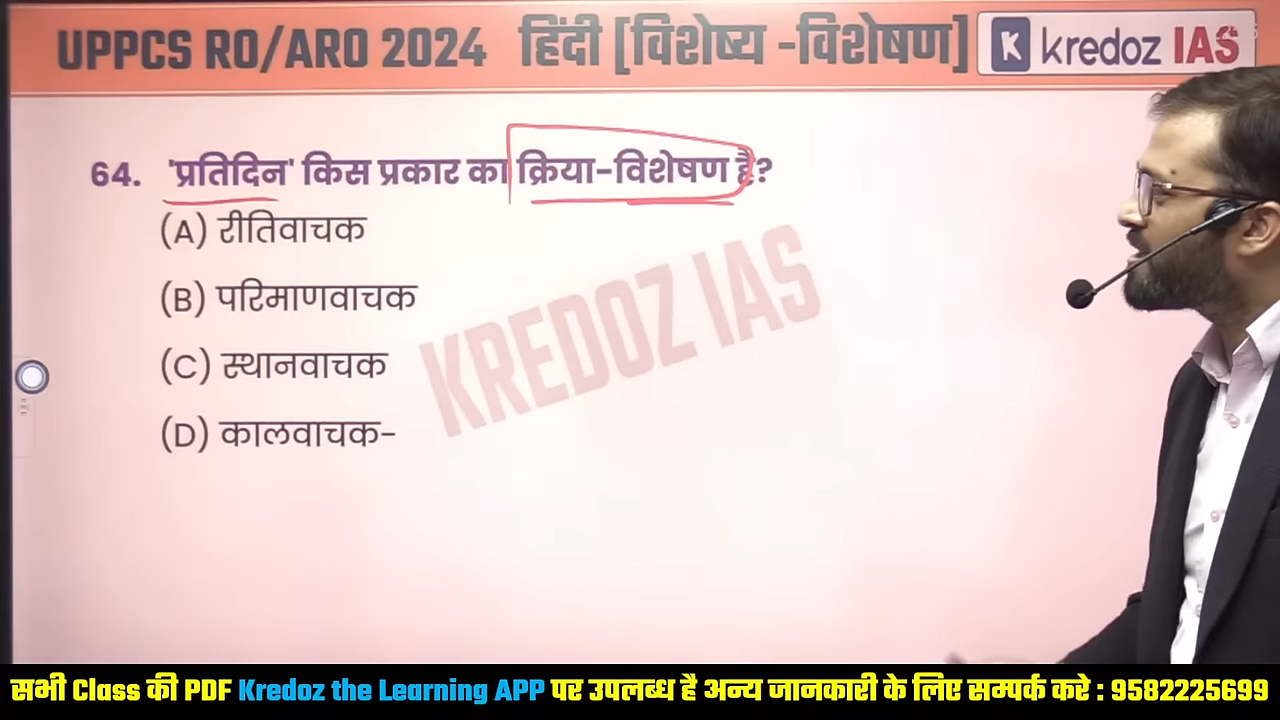 UPPCS RO/ARO 2024 हिंदी [विशेष्य -विशेषण]
kredoz IAS
64. 'प्रतिदिन' किस प्रकार का क्रिया-विशेषण है?
(A) रीतिवाचक
(B) परिमाणवाचक
(C) स्थानवाचक
(D) कालवाचक-
KREDOZ IAS
सभी Class की PDF Kredoz the Learning APP पर उपलब्ध है अन्य जानकारी के लिए सम्पर्क करे : 9582225699